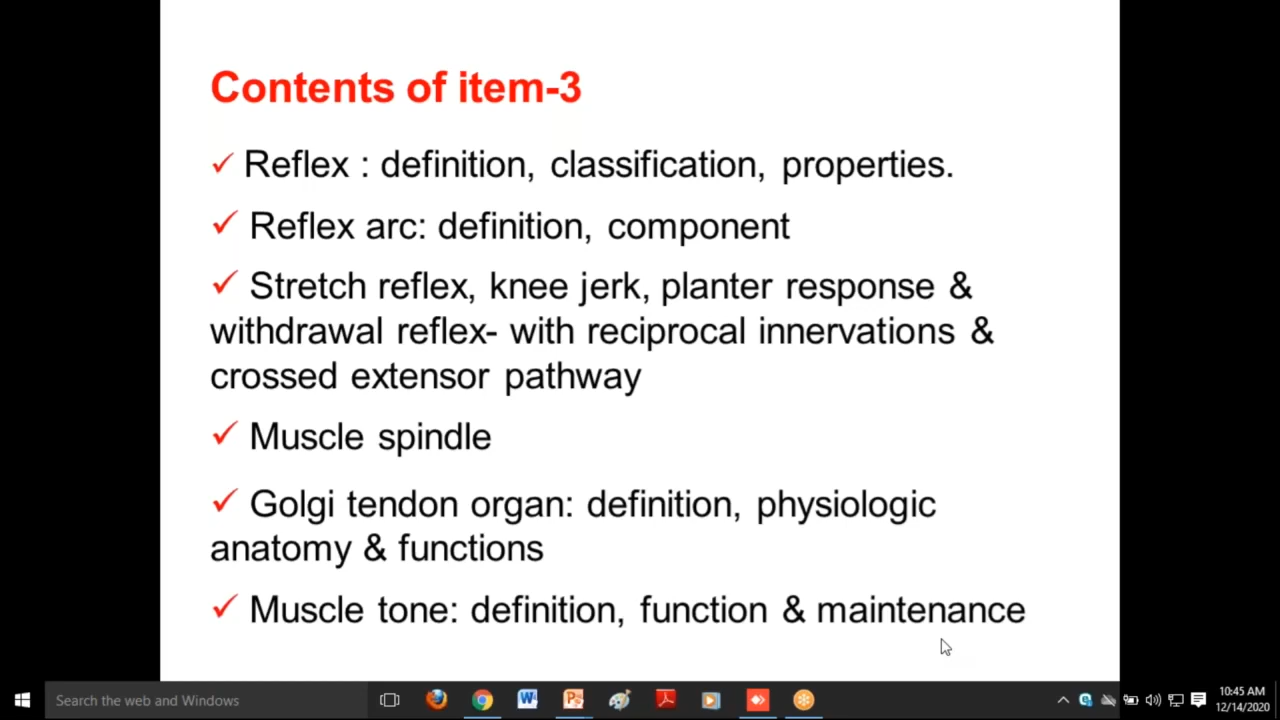 Contents of item-3
✓ Reflex : definition, classification, properties.
✓ Reflex arc: definition, component
✓ Stretch reflex, knee jerk, planter response &
withdrawal reflex- with reciprocal innervations &
crossed extensor pathway
✓ Muscle spindle
✓ Golgi tendon organ: definition, physiologic
anatomy & functions
✓ Muscle tone: definition, function & maintenance
Search the web and Windows
10:45 AM
12/14/2020